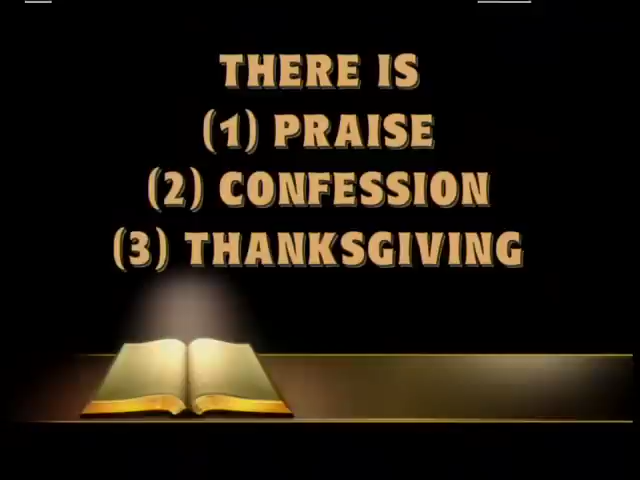 THERE IS
(1) PRAISE
(2) CONFESSION
(3) THANKSGIVING